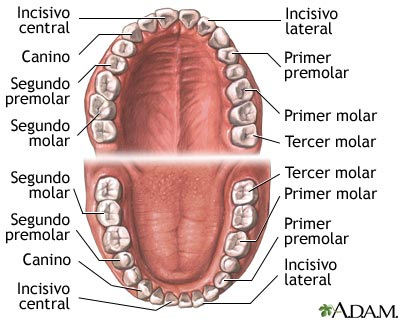 Incisivo
central
Canino
Segundo
premolar
Segundo
molar
Incisivo
lateral
Primer
premolar
Primer molar
Tercer molar
Segundo
molar
Segundo
premolar
Canino
Incisivo
central
Tercer molar
Primer molar
Primer
premolar
Incisivo
lateral
ADAM.